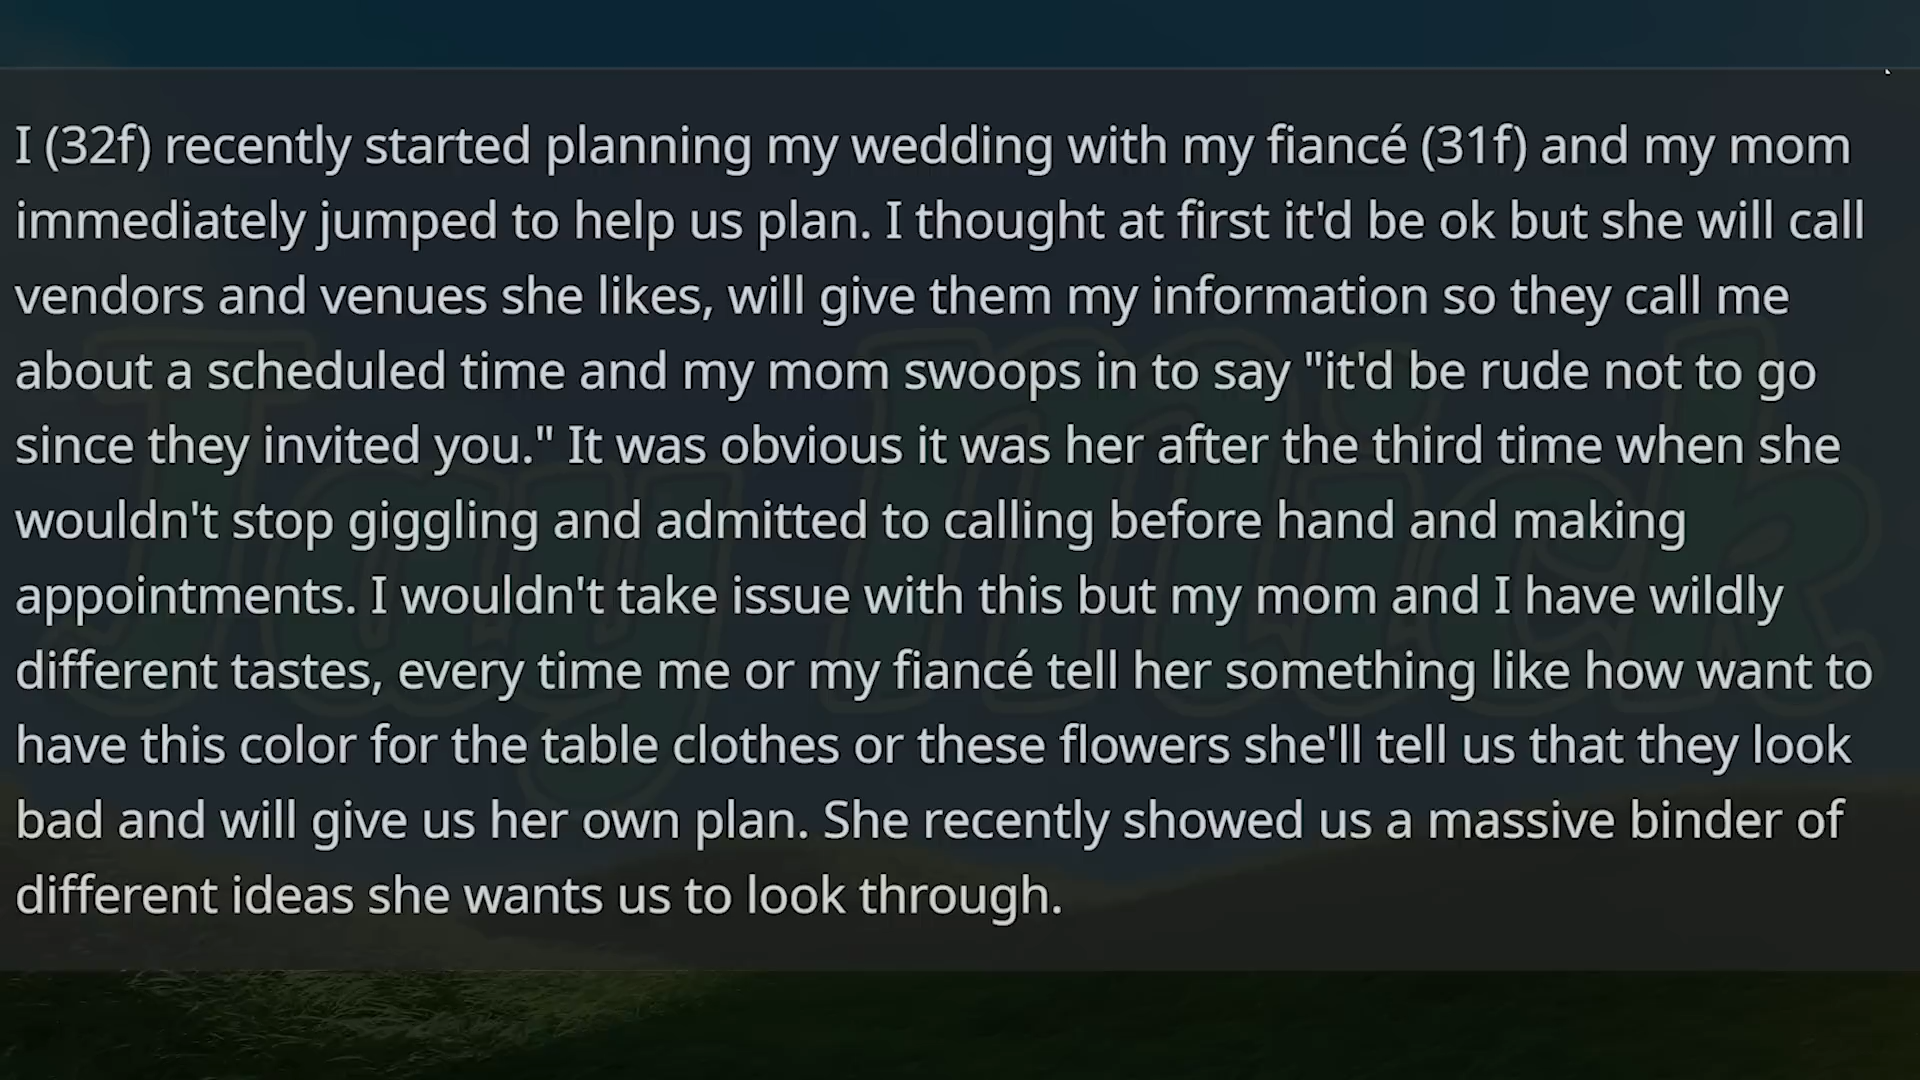 I (32f) recently started planning my wedding with my fiancé (31f) and my mom
immediately jumped to help us plan. I thought at first it'd be ok but she will call
vendors and venues she likes, will give them my information so they call me
about a scheduled time and my mom swoops in to say "it'd be rude not to go
since they invited you." It was obvious it was her after the third time when she
wouldn't stop giggling and admitted to calling before hand and making
appointments. I wouldn't take issue with this but my mom and I have wildly
different tastes, every time me or my fiancé tell her something like how want to
have this color for the table clothes or these flowers she'll tell us that they look
bad and will give us her own plan. She recently showed us a massive binder of
different ideas she wants us to look through.
Jay Mick